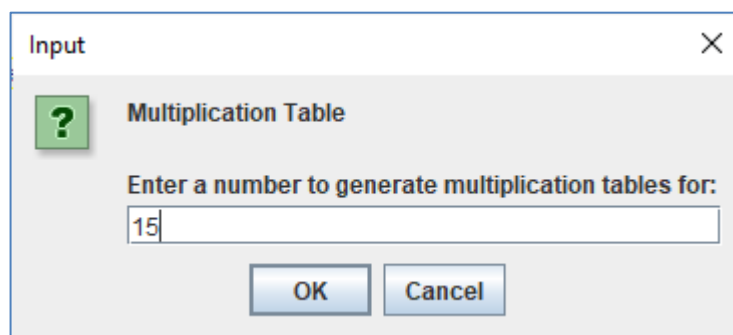 Input
?
Multiplication Table
Enter a number to generate multiplication tables for:
15
OK Cancel